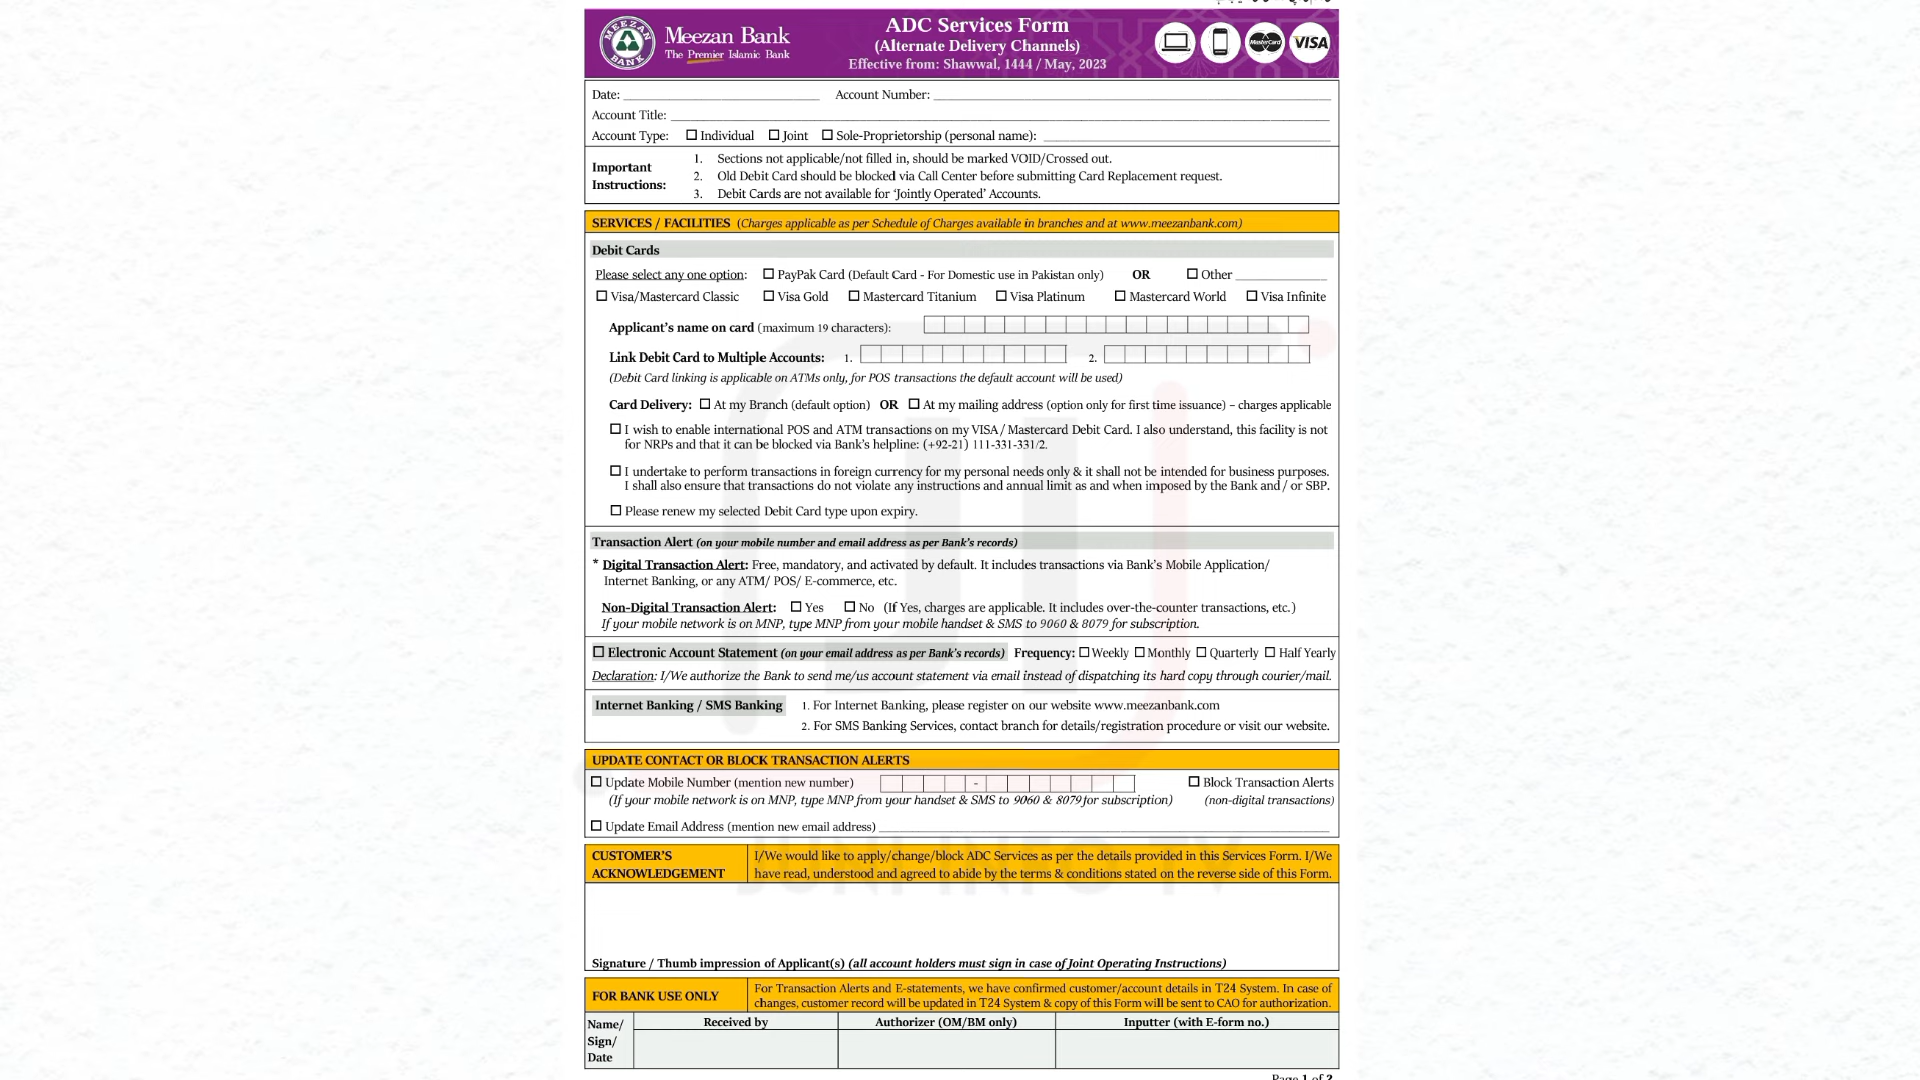 MEEZAN BANK
Meezan Bank
The Premier Islamic Bank
ADC Services Form
(Alternate Delivery Channels)
Effective from: Shawwal, 1444 / May, 2023
MasterCard
VISA
Date: Account Number:
Account Title:
Account Type: ☐ Individual ☐ Joint ☐ Sole-Proprietorship (personal name):
Important Instructions:
1. Sections not applicable/not filled in, should be marked VOID/Crossed out.
2. Old Debit Card should be blocked via Call Center before submitting Card Replacement request.
3. Debit Cards are not available for 'Jointly Operated' Accounts.
SERVICES / FACILITIES (Charges applicable as per Schedule of Charges available in branches and at www.meezanbank.com)
Debit Cards
Please select any one option: ☐ PayPak Card (Default Card - For Domestic use in Pakistan only) OR ☐ Other
☐ Visa/Mastercard Classic ☐ Visa Gold ☐ Mastercard Titanium ☐ Visa Platinum ☐ Mastercard World ☐ Visa Infinite
Applicant's name on card (maximum 19 characters):
Link Debit Card to Multiple Accounts: 1. 2.
(Debit Card linking is applicable on ATMs only, for POS transactions the default account will be used)
Card Delivery: ☐ At my Branch (default option) OR ☐ At my mailing address (option only for first time issuance) – charges applicable
☐ I wish to enable international POS and ATM transactions on my VISA / Mastercard Debit Card. I also understand, this facility is not
for NRPs and that it can be blocked via Bank's helpline: (+92-21) 111-331-331/2.
☐ I undertake to perform transactions in foreign currency for my personal needs only & it shall not be intended for business purposes.
I shall also ensure that transactions do not violate any instructions and annual limit as and when imposed by the Bank and / or SBP.
☐ Please renew my selected Debit Card type upon expiry.
Transaction Alert (on your mobile number and email address as per Bank's records)
* Digital Transaction Alert: Free, mandatory, and activated by default. It includes transactions via Bank's Mobile Application/
Internet Banking, or any ATM/ POS/ E-commerce, etc.
Non-Digital Transaction Alert: ☐ Yes ☐ No (If Yes, charges are applicable. It includes over-the-counter transactions, etc.)
If your mobile network is on MNP, type MNP from your mobile handset & SMS to 9060 & 8079 for subscription.
☐ Electronic Account Statement (on your email address as per Bank's records) Frequency: ☐ Weekly ☐ Monthly ☐ Quarterly ☐ Half Yearly
Declaration: I/We authorize the Bank to send me/us account statement via email instead of dispatching its hard copy through courier/mail.
Internet Banking / SMS Banking
1. For Internet Banking, please register on our website www.meezanbank.com
2. For SMS Banking Services, contact branch for details/registration procedure or visit our website.
UPDATE CONTACT OR BLOCK TRANSACTION ALERTS
☐ Update Mobile Number (mention new number) - ☐ Block Transaction Alerts
(If your mobile network is on MNP, type MNP from your handset & SMS to 9060 & 8079 for subscription) (non-digital transactions)
☐ Update Email Address (mention new email address)
JUNI INFO TV
CUSTOMER'S ACKNOWLEDGEMENT
I/We would like to apply/change/block ADC Services as per the details provided in this Services Form. I/We
have read, understood and agreed to abide by the terms & conditions stated on the reverse side of this Form.
Signature / Thumb impression of Applicant(s) (all account holders must sign in case of Joint Operating Instructions)
FOR BANK USE ONLY
For Transaction Alerts and E-statements, we have confirmed customer/account details in T24 System. In case of
changes, customer record will be updated in T24 System & copy of this Form will be sent to CAO for authorization.
Name/ Sign/ Date
Received by Authorizer (OM/BM only) Inputter (with E-form no.)
Page 1 of 2